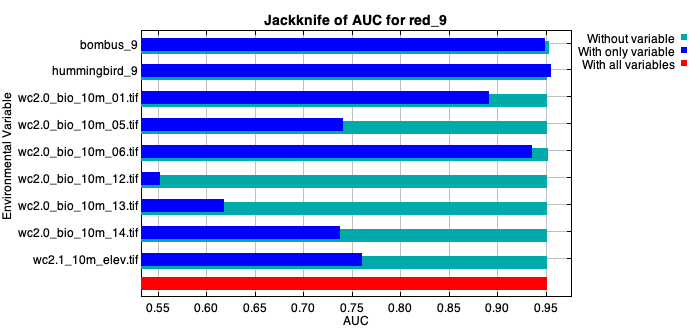 Jackknife of AUC for red_9
Without variable
With only variable
With all variables
Environmental Variable
bombus_9
hummingbird_9
wc2.0_bio_10m_01.tif
wc2.0_bio_10m_05.tif
wc2.0_bio_10m_06.tif
wc2.0_bio_10m_12.tif
wc2.0_bio_10m_13.tif
wc2.0_bio_10m_14.tif
wc2.1_10m_elev.tif
0.55 0.60 0.65 0.70 0.75 0.80 0.85 0.90 0.95
AUC